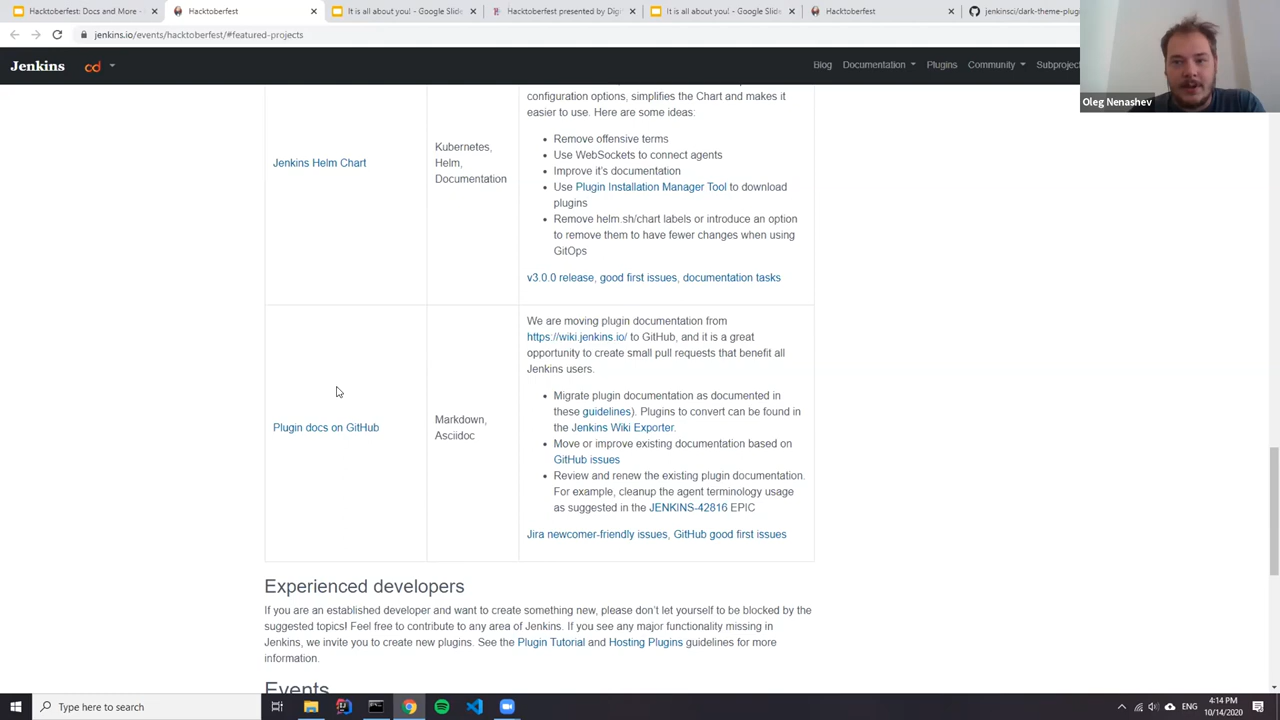 Hacktoberfest: Docs and More -
Hacktoberfest
It is all about you! - Google Slide
Hacktoberfest presented by Digi
It is all about you! - Google Slide
Hacktoberfest
jenkinsci/dark-theme-plug
jenkins.io/events/hacktoberfest/#featured-projects
Jenkins
cd
Blog Documentation Plugins Community Subproject
Oleg Nenashev
configuration options, simplifies the Chart and makes it
easier to use. Here are some ideas:
Jenkins Helm Chart
Kubernetes,
Helm,
Documentation
• Remove offensive terms
• Use WebSockets to connect agents
• Improve it's documentation
• Use Plugin Installation Manager Tool to download
plugins
• Remove helm.sh/chart labels or introduce an option
to remove them to have fewer changes when using
GitOps
v3.0.0 release, good first issues, documentation tasks
Plugin docs on GitHub
Markdown,
Asciidoc
We are moving plugin documentation from
https://wiki.jenkins.io/ to GitHub, and it is a great
opportunity to create small pull requests that benefit all
Jenkins users.
• Migrate plugin documentation as documented in
these guidelines). Plugins to convert can be found in
the Jenkins Wiki Exporter.
• Move or improve existing documentation based on
GitHub issues
• Review and renew the existing plugin documentation.
For example, cleanup the agent terminology usage
as suggested in the JENKINS-42816 EPIC
Jira newcomer-friendly issues, GitHub good first issues
Experienced developers
If you are an established developer and want to create something new, please don't let yourself to be blocked by the
suggested topics! Feel free to contribute to any area of Jenkins. If you see any major functionality missing in
Jenkins, we invite you to create new plugins. See the Plugin Tutorial and Hosting Plugins guidelines for more
information.
Events
Type here to search
ENG
4:14 PM
10/14/2020